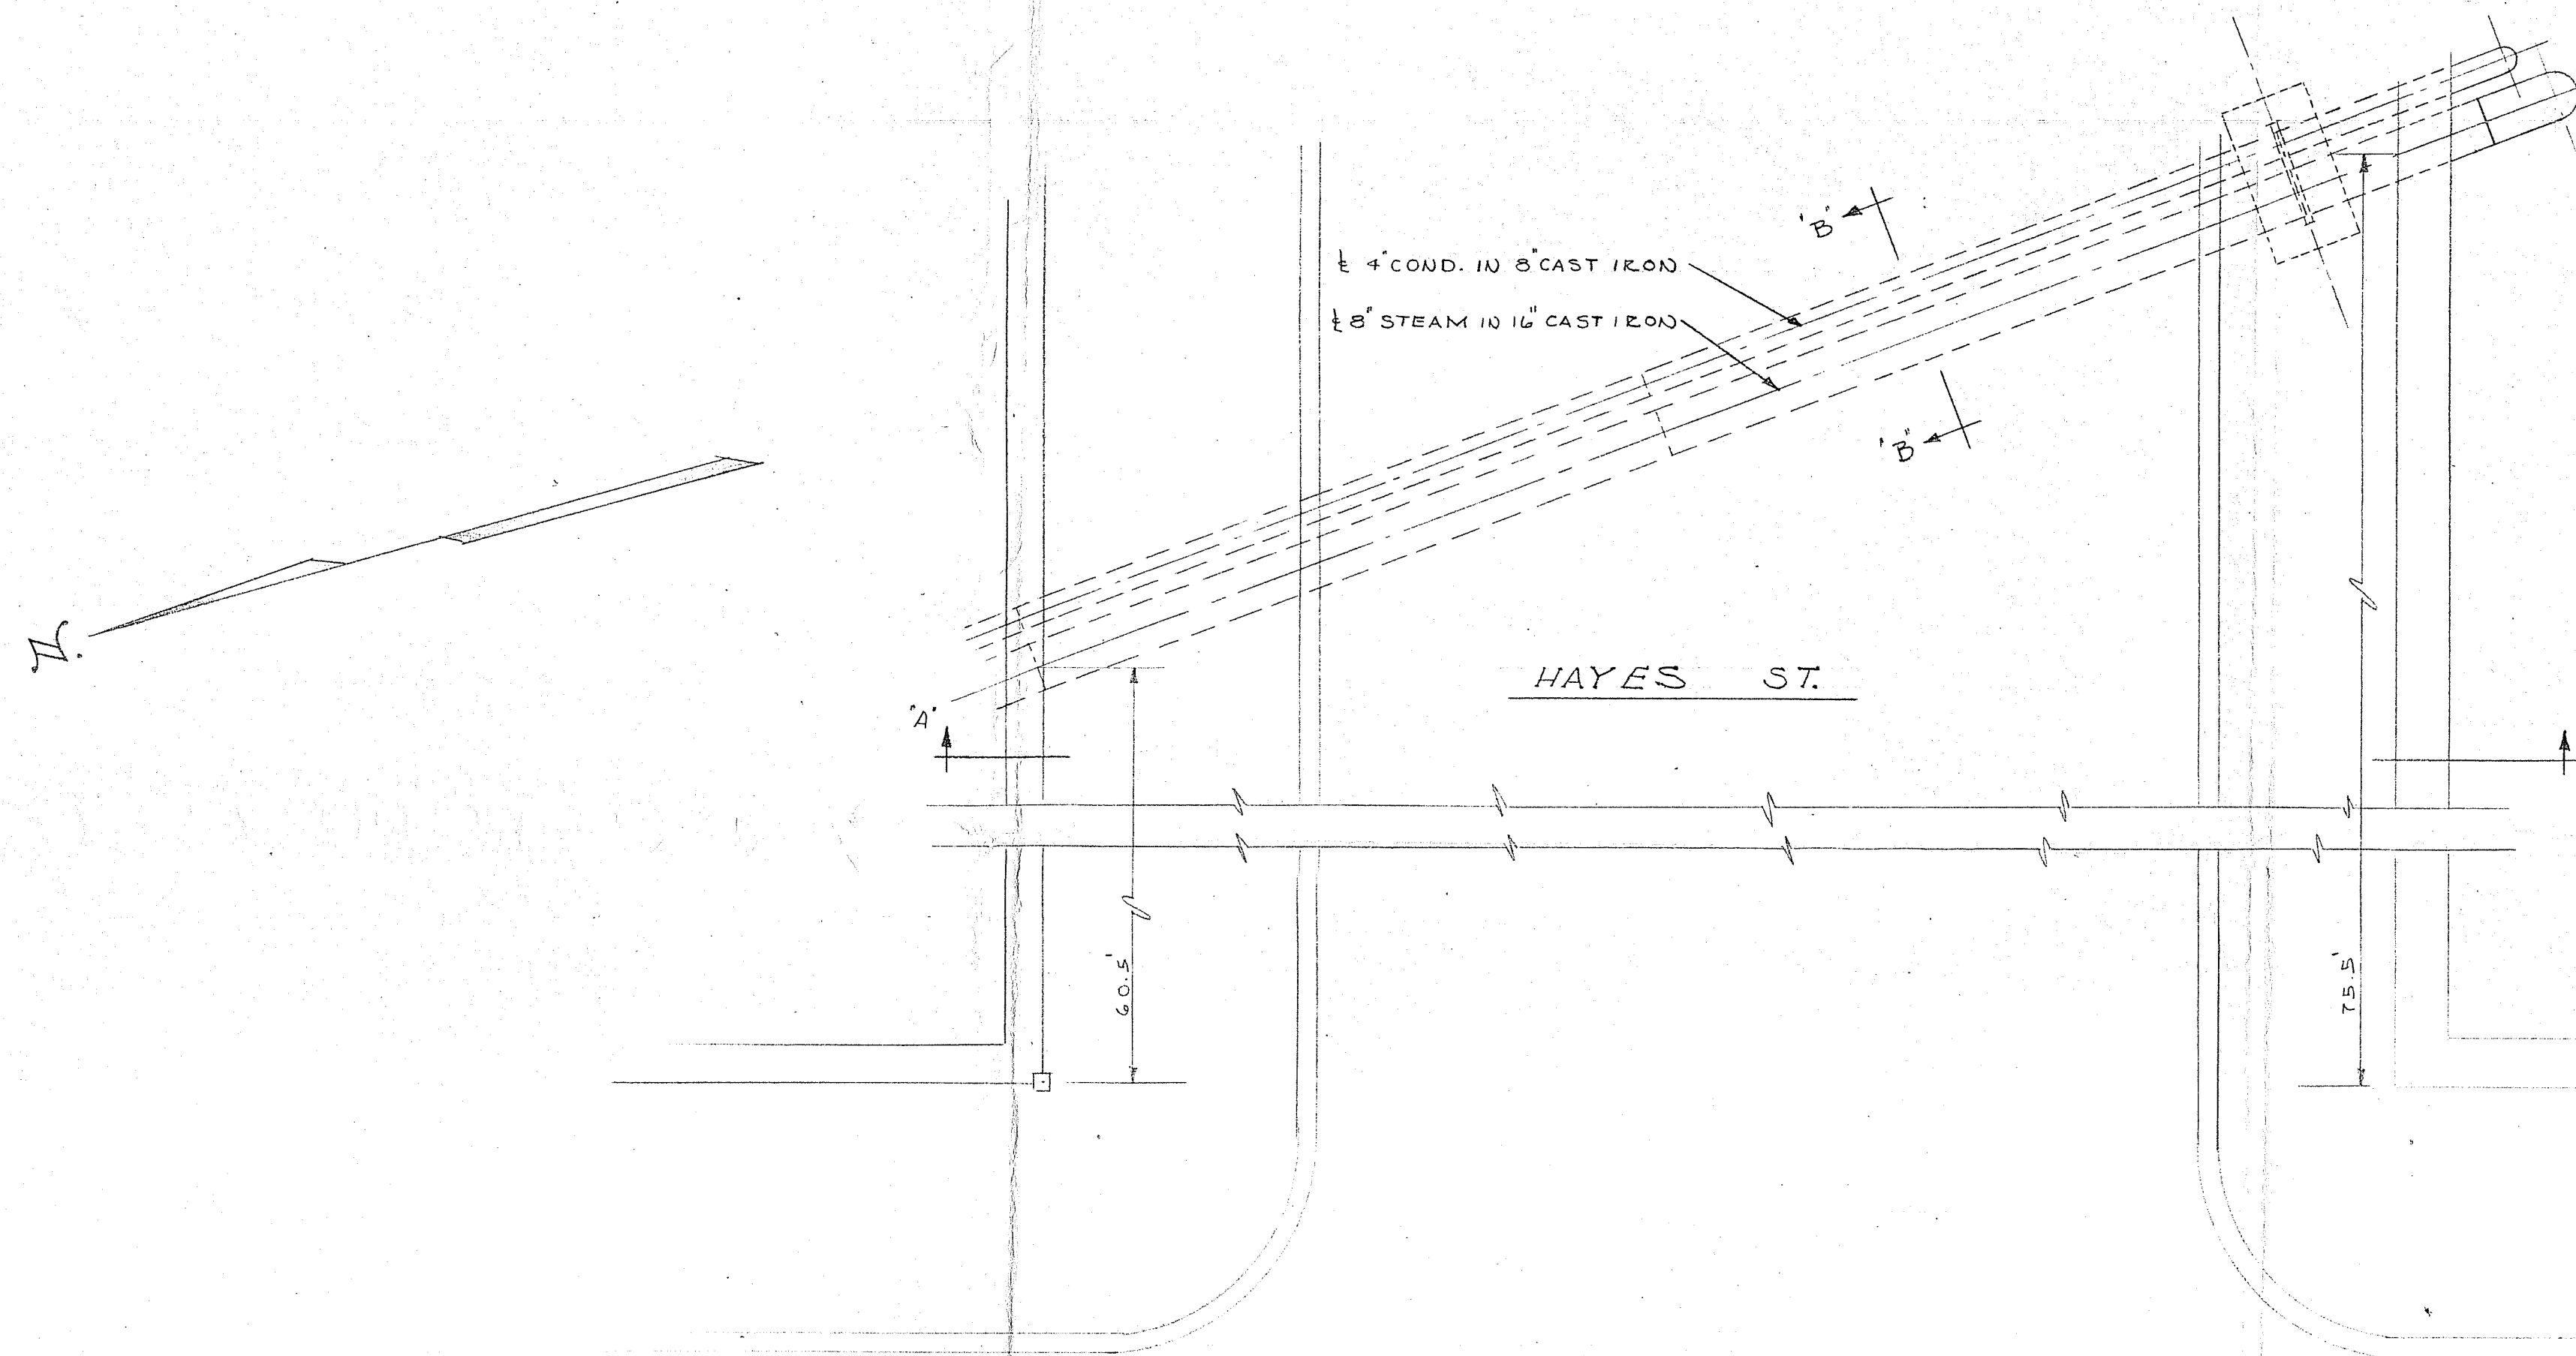 'B'
℄ 4" COND. IN 8" CAST IRON
℄ 8" STEAM IN 16" CAST IRON
'B'
N.
HAYES ST.
"A"
60.5'
75.5'